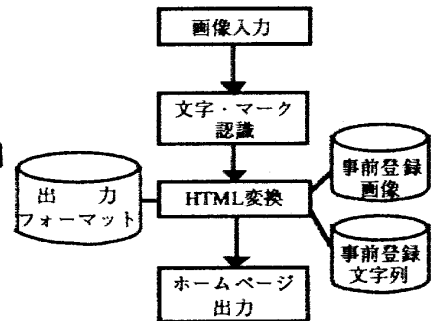 画像入力
文字・マーク
認識
事前登録
画像
出　力
フォーマット
HTML変換
事前登録
文字列
ホームページ
出力